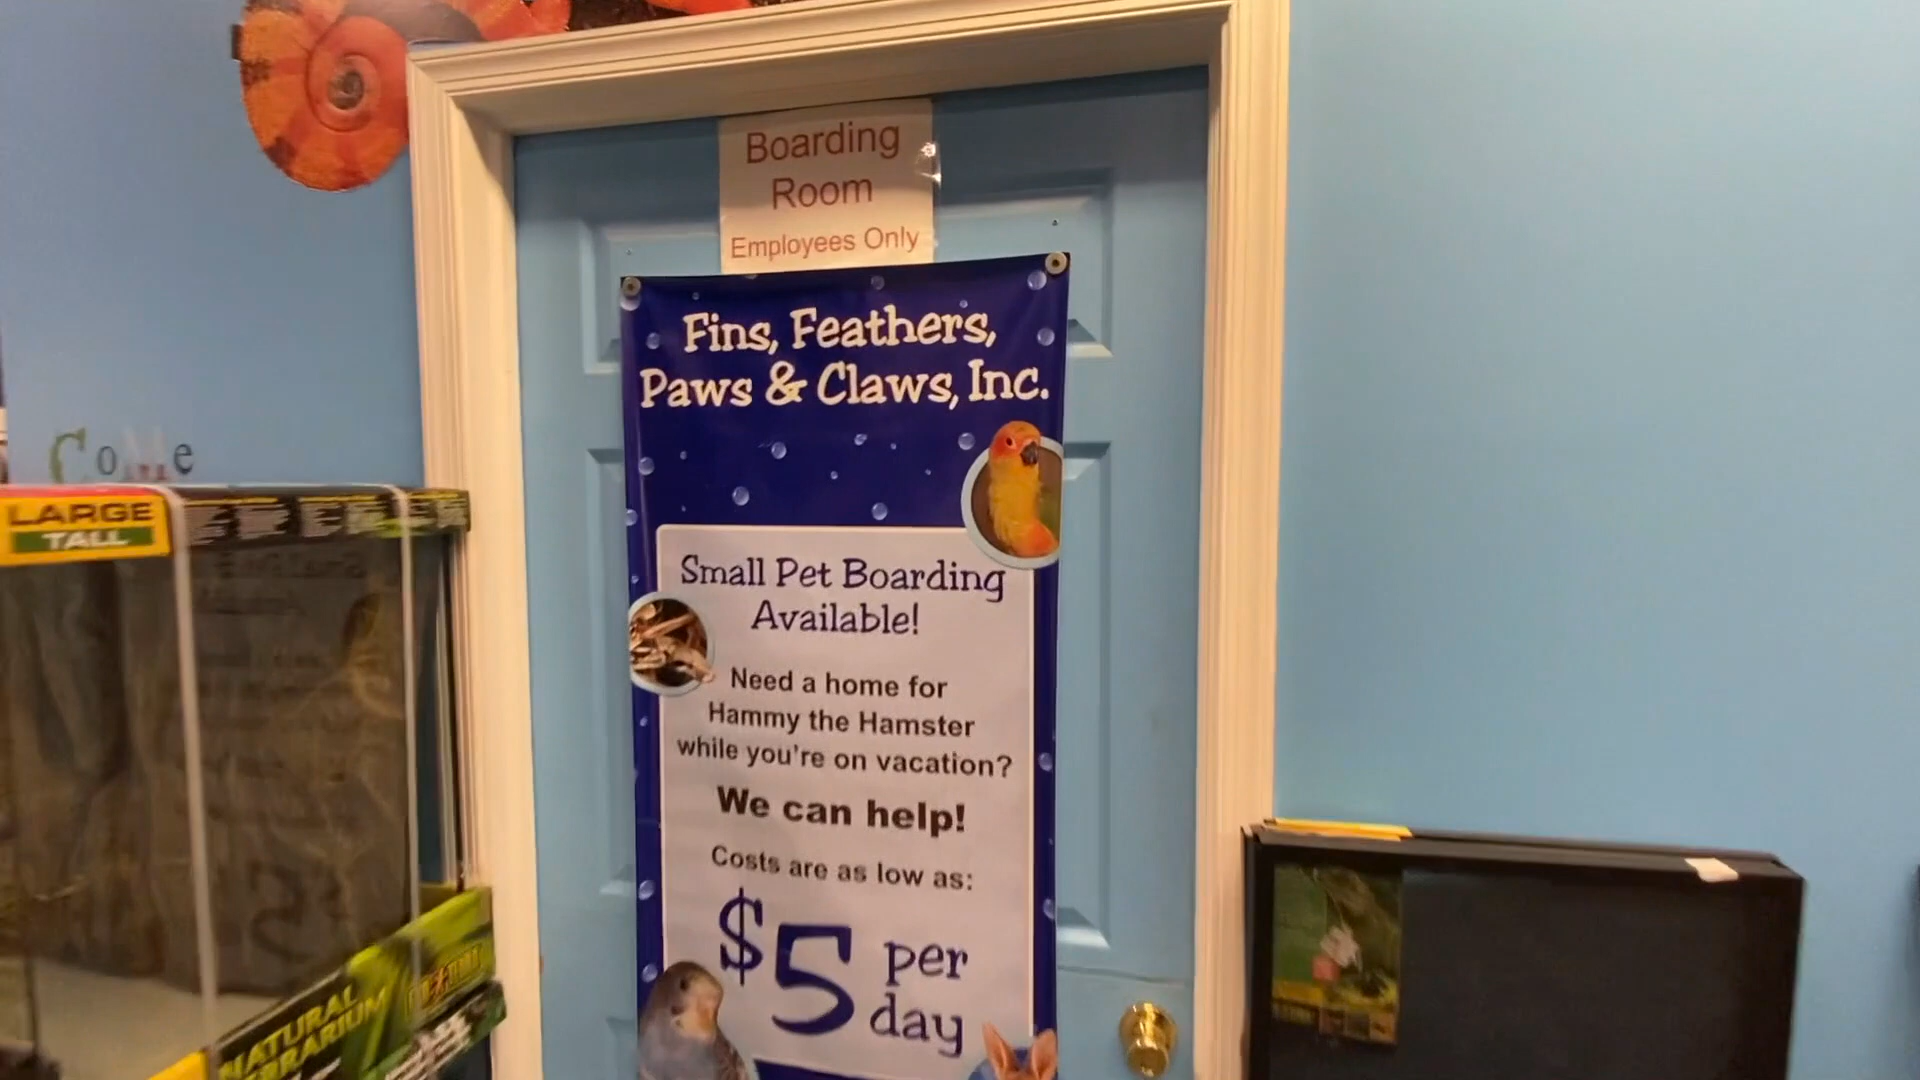 Boarding
Room
Employees Only
Fins, Feathers,
Paws & Claws, Inc.
Small Pet Boarding
Available!
Need a home for
Hammy the Hamster
while you're on vacation?
We can help!
Costs are as low as:
$5 per
day
LARGE
TALL
NATURAL